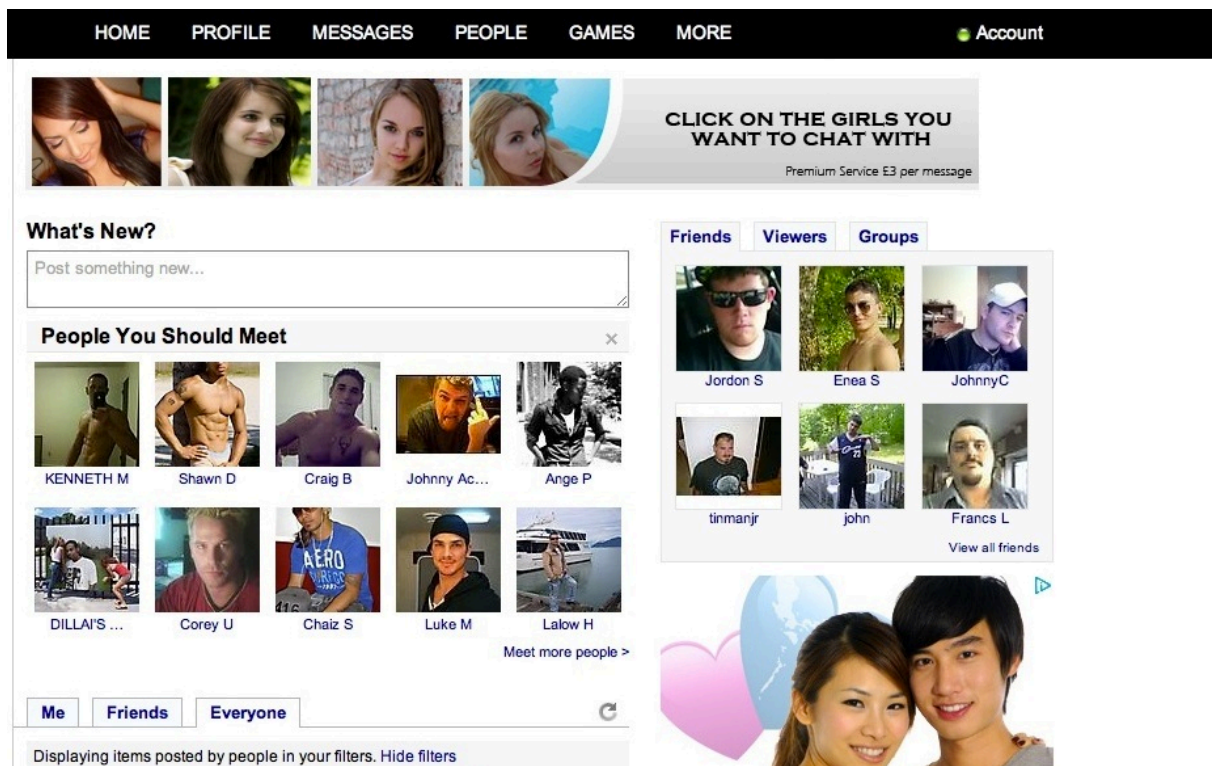 HOME PROFILE MESSAGES PEOPLE GAMES MORE Account
CLICK ON THE GIRLS YOU
WANT TO CHAT WITH
Premium Service £3 per message
What's New?
Post something new...
People You Should Meet
KENNETH M Shawn D Craig B Johnny Ac... Ange P
DILLAI'S ... Corey U Chaiz S Luke M Lalow H
Meet more people >
Me Friends Everyone
Displaying items posted by people in your filters. Hide filters
Friends Viewers Groups
Jordon S Enea S JohnnyC
tinmanjr john Francs L
View all friends
AERO
23
416